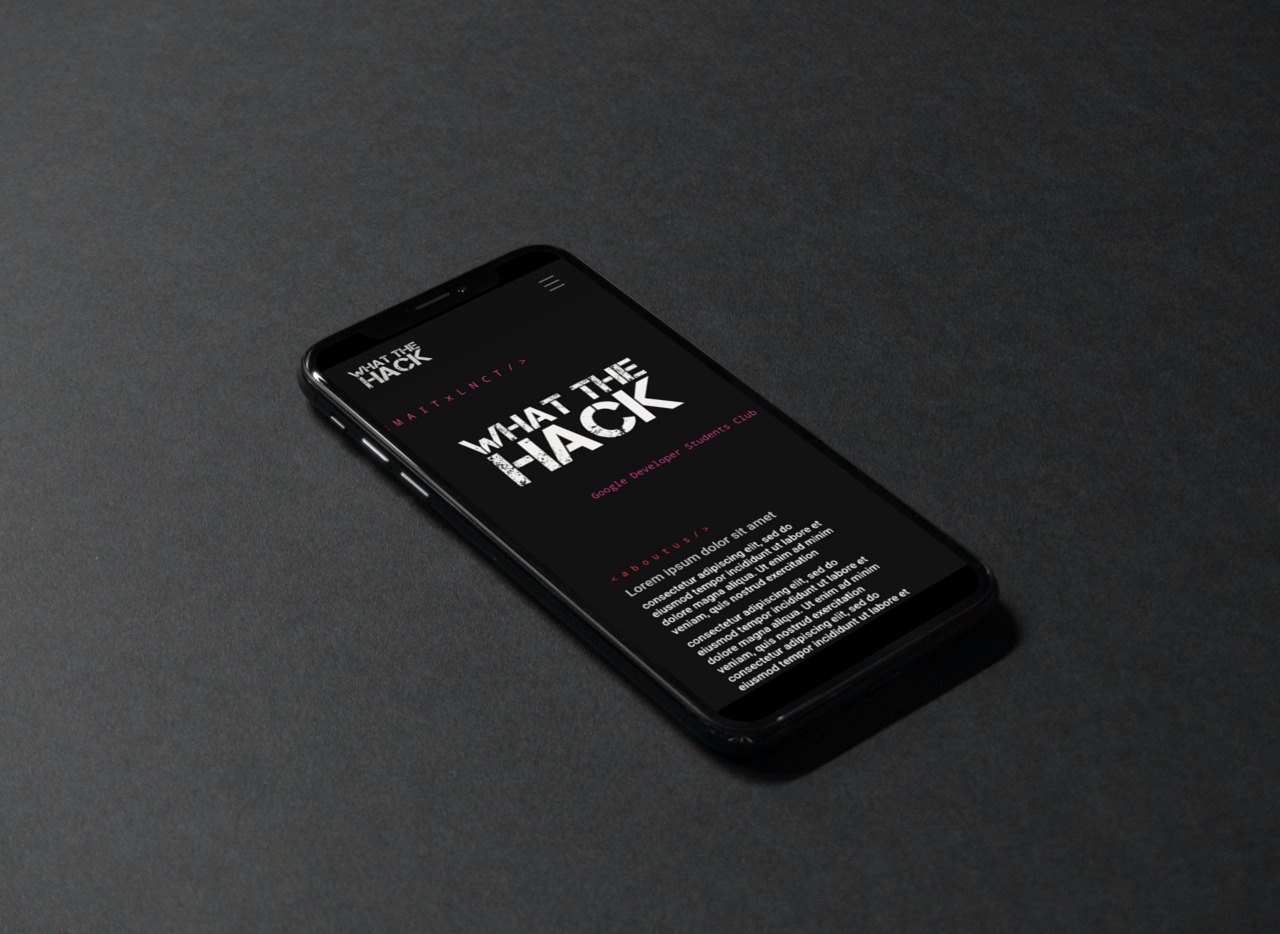 WHAT THE
HACK
MAITxLNCT/>
WHAT THE
HACK
Google Developer Students Club
<aboutus/>
Lorem ipsum dolor sit amet
consectetur adipiscing elit, sed do
eiusmod tempor incididunt ut labore et
dolore magna aliqua. Ut enim ad minim
veniam, quis nostrud exercitation
consectetur adipiscing elit, sed do
eiusmod tempor incididunt ut labore et
dolore magna aliqua. Ut enim ad minim
veniam, quis nostrud exercitation
consectetur adipiscing elit, sed do
eiusmod tempor incididunt ut labore et